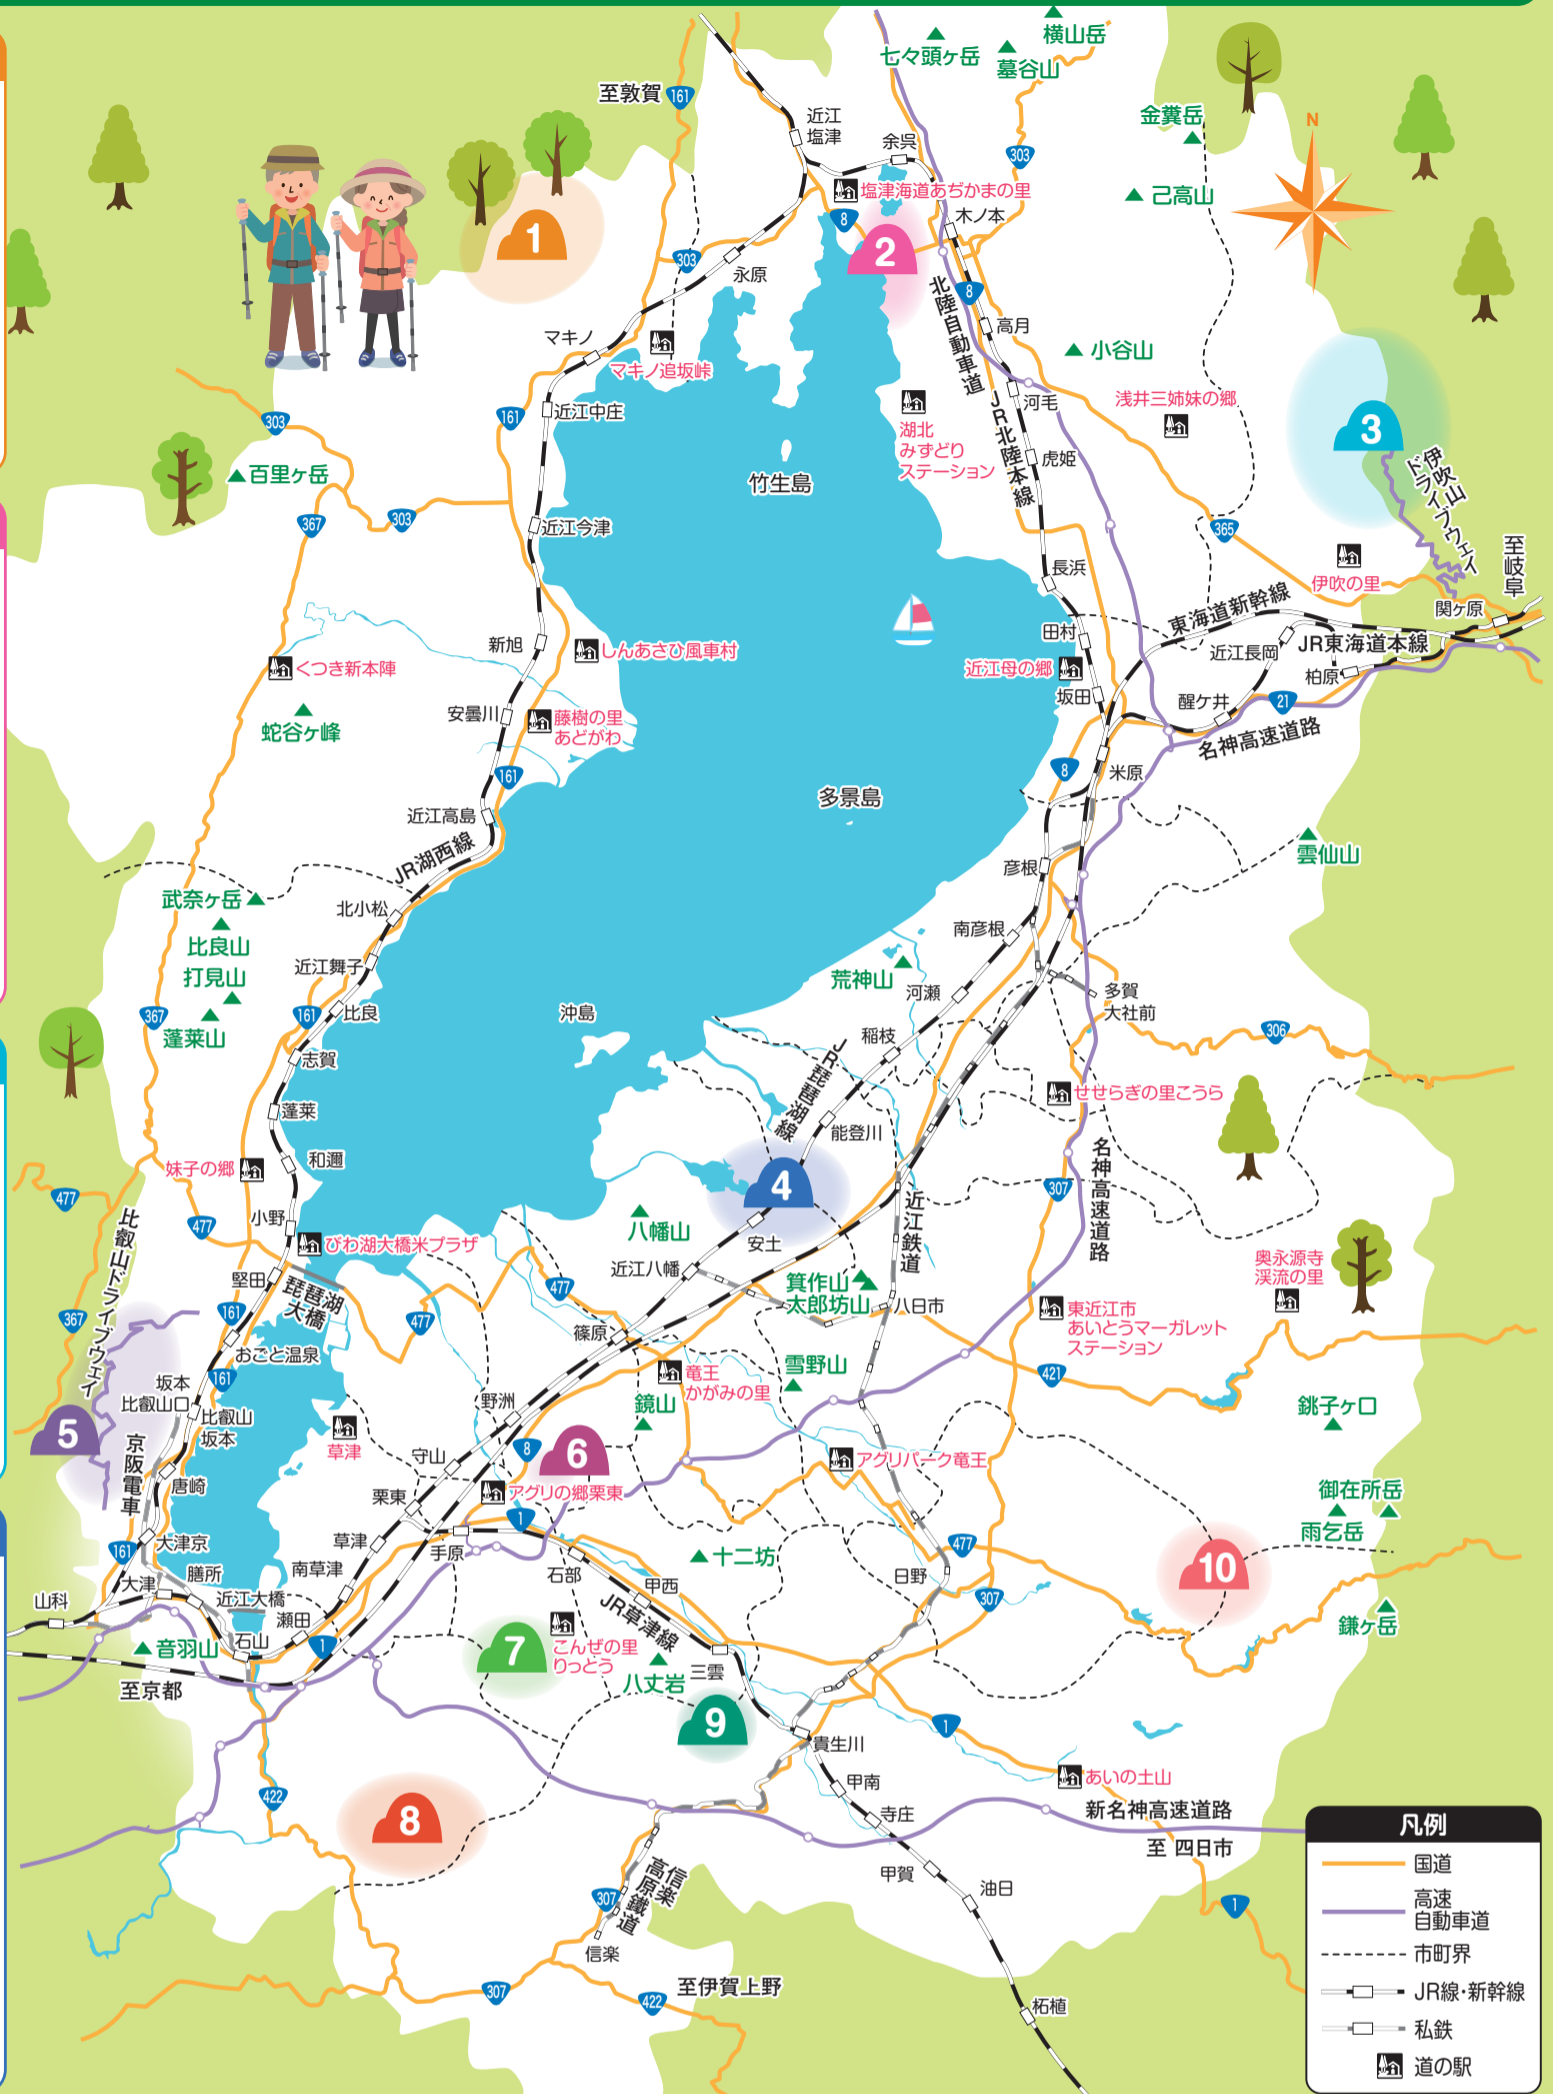 七々頭ヶ岳
墓谷山
横山岳
至敦賀
161
近江
塩津
余呉
303
金糞岳
N
塩津海道あぢかまの里
己高山
木ノ本
8
1
2
303
永原
北陸自動車道
8
高月
マキノ
マキノ追坂峠
小谷山
浅井三姉妹の郷
303
161
近江中庄
湖北
みずどり
ステーション
JR北陸本線
河毛
3
百里ヶ岳
竹生島
虎姫
伊吹山
ドライブウェイ
367
303
近江今津
365
至岐阜
伊吹の里
長浜
関ヶ原
東海道新幹線
新旭
しんあさひ風車村
田村
近江長岡
JR東海道本線
くつき新本陣
近江母の郷
柏原
坂田
醒ケ井
21
蛇谷ヶ峰
安曇川
藤樹の里
あどがわ
名神高速道路
161
8
米原
近江高島
多景島
JR湖西線
彦根
雲仙山
武奈ヶ岳
北小松
比良山
南彦根
打見山
近江舞子
荒神山
河瀬
多賀
大社前
367
蓬莱山
161
比良
沖島
306
志賀
稲枝
JR琵琶湖線
せせらぎの里こうら
蓬莱
能登川
名神高速道路
妹子の郷
和邇
477
4
307
近江鉄道
比叡山ドライブウェイ
477
小野
八幡山
安土
びわ湖大橋米プラザ
近江八幡
奥永源寺
渓流の里
堅田
琵琶湖
大橋
477
箕作山
太郎坊山
八日市
東近江市
あいとうマーガレット
ステーション
367
161
477
篠原
おごと温泉
161
竜王
かがみの里
雪野山
421
坂本
比叡山口
比叡山
坂本
野洲
鏡山
銚子ヶ口
5
京阪電車
草津
守山
8
6
アグリパーク竜王
唐崎
栗東
アグリの郷栗東
御在所岳
雨乞岳
1
161
大津京
草津
手原
477
十二坊
10
大津
膳所
南草津
石部
甲西
日野
307
山科
近江大橋
瀬田
JR草津線
鎌ヶ岳
音羽山
石山
1
7
こんぜの里
りっとう
八丈岩
三雲
至京都
9
1
貴生川
422
甲南
あいの土山
8
寺庄
新名神高速道路
至 四日市
甲賀
油日
307
信楽
高原鐵道
1
信楽
307
422
至伊賀上野
柘植
凡例
国道
高速
自動車道
市町界
JR線・新幹線
私鉄
道の駅